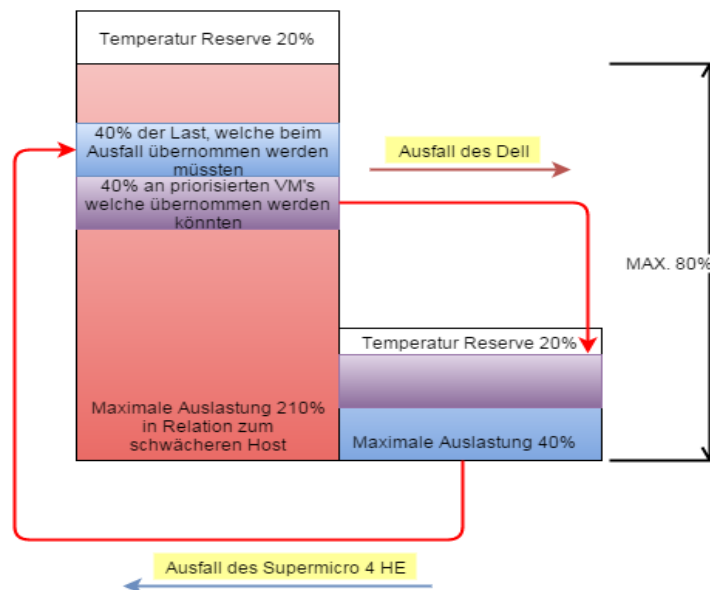 Temperatur Reserve 20%
40% der Last, welche beim
Ausfall übernommen werden
müssten
40% an priorisierten VM's
welche übernommen werden
könnten
Ausfall des Dell
MAX. 80%
Temperatur Reserve 20%
Maximale Auslastung 210%
in Relation zum
schwächeren Host
Maximale Auslastung 40%
Ausfall des Supermicro 4 HE